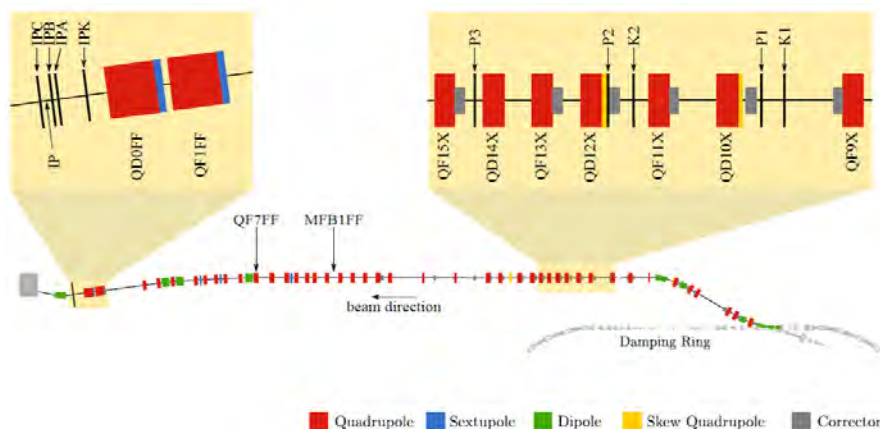 IPC
IPB
IPA
IPK
IP
QD0FF
QF1FF
P3
P2
K2
P1
K1
QF15X
QD14X
QF13X
QD12X
QF11X
QD10X
QF9X
QF7FF
MFB1FF
beam direction
Damping Ring
Quadrupole
Sextupole
Dipole
Skew Quadrupole
Corrector